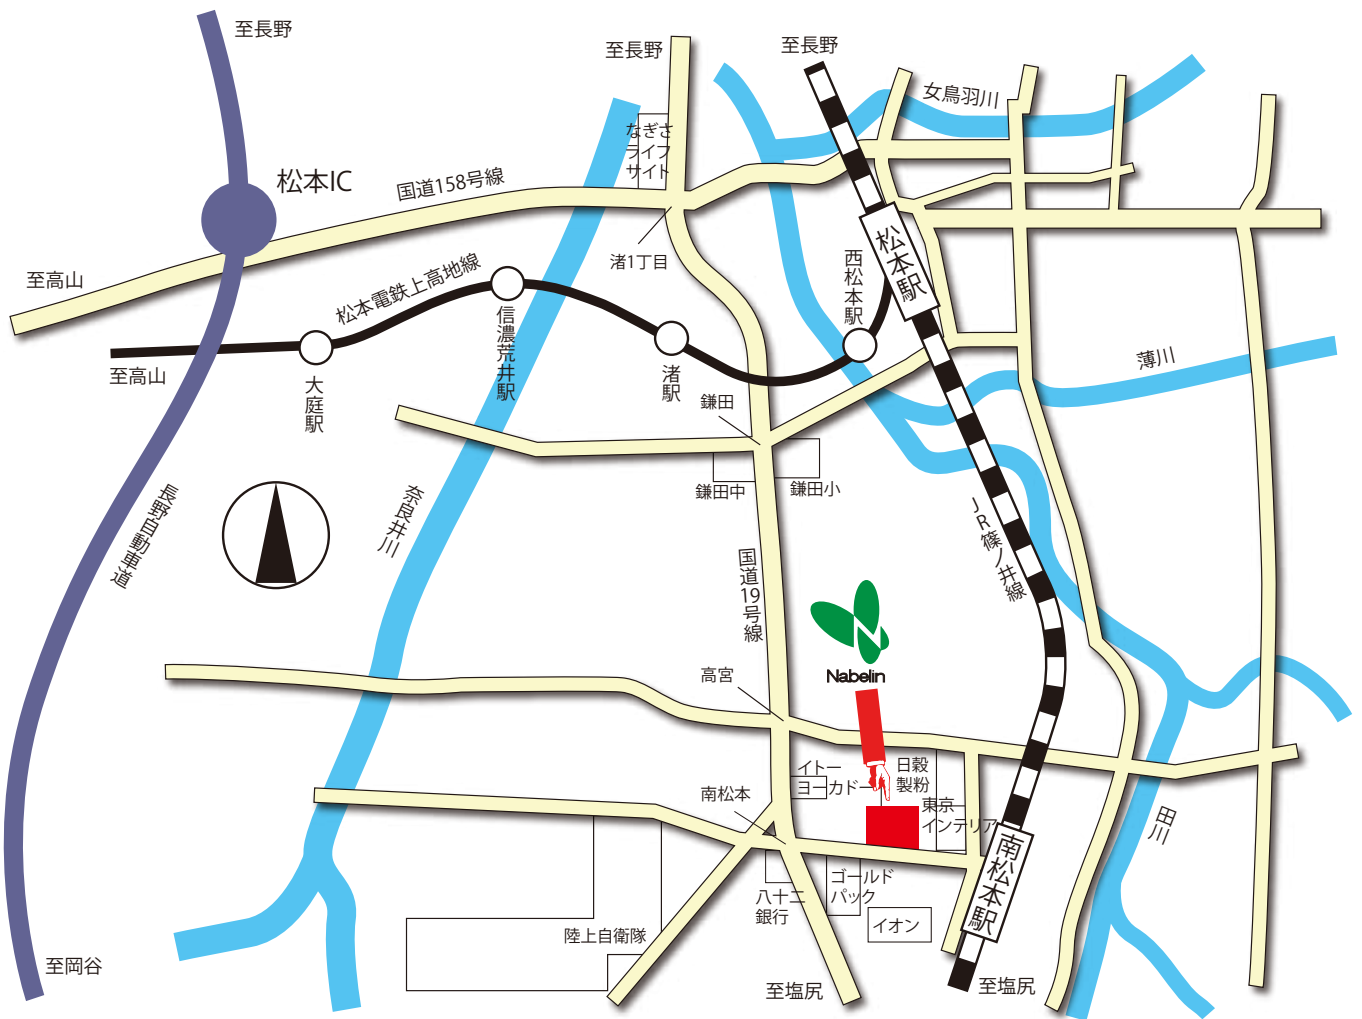 至長野
至長野
至長野
女鳥羽川
なぎさ
ライフ
サイト
松本IC
国道158号線
渚1丁目
松本駅
西松本駅
至高山
松本電鉄上高地線
信濃荒井駅
渚駅
大庭駅
至高山
薄川
鎌田
鎌田中
鎌田小
長野自動車道
奈良井川
国道19号線
JR篠ノ井線
Nabelin
高宮
イトー
ヨーカドー
日穀
製粉
南松本
東京
インテリア
田川
南松本駅
八十二
銀行
ゴールド
パック
イオン
陸上自衛隊
至岡谷
至塩尻
至塩尻